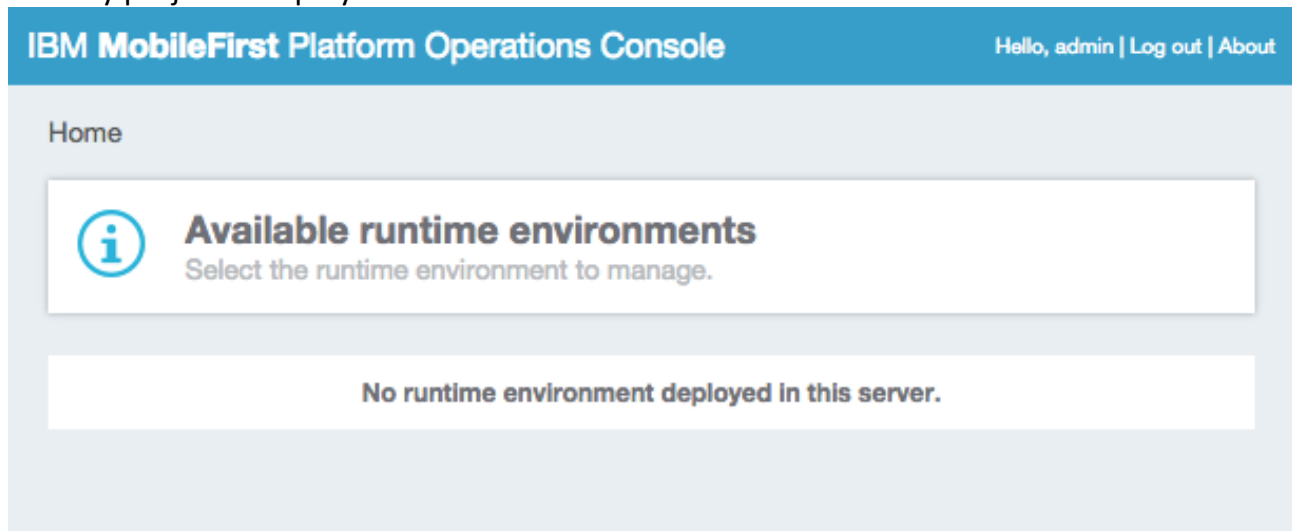 IBM MobileFirst Platform Operations Console
Hello, admin | Log out | About
Home
Available runtime environments
Select the runtime environment to manage.
No runtime environment deployed in this server.